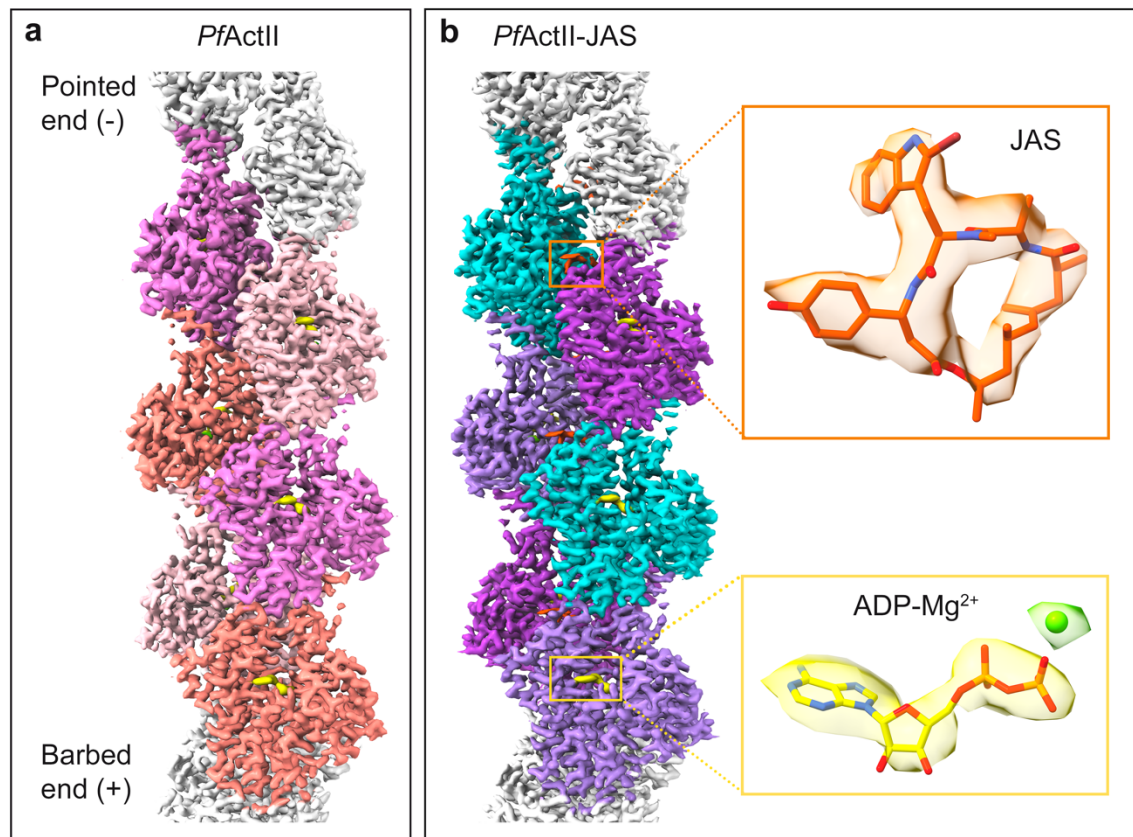 a
PfActII
Pointed
end (-)
Barbed
end (+)
b
PfActII-JAS
JAS
ADP-Mg²⁺